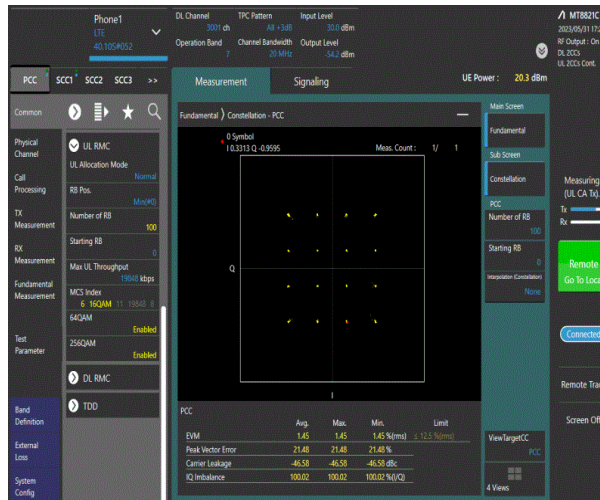 Phone1
LTE
40.105#052
DL Channel
3001 ch
TPC Pattern
All +3dB
Input Level
30.0 dBm
Operation Band
7
Channel Bandwidth
20 MHz
Output Level
-54.2 dBm
MT8821C
2023/05/31 17:2
RF Output : On
DL 2CCs
UL 2CCs Cont.
PCC
SCC1
SCC2
SCC3
>>
Measurement
Signaling
UE Power : 20.3 dBm
Common
Physical
Channel
Call
Processing
TX
Measurement
RX
Measurement
Fundamental
Measurement
Test
Parameter
Band
Definition
External
Loss
System
Config
UL RMC
UL Allocation Mode
Normal
RB Pos.
Min(#0)
Number of RB
100
Starting RB
0
Max UL Throughput
19848 kbps
MCS Index
6 16QAM 11 19848 8
64QAM
Enabled
256QAM
Enabled
DL RMC
TDD
Fundamental ❭ Constellation - PCC
0 Symbol
I 0.3313 Q -0.9595
Meas. Count : 1/ 1
Q
I
PCC
Avg. Max. Min. Limit
EVM 1.45 1.45 1.45 %(rms) ≤ 12.5 %(rms)
Peak Vector Error 21.48 21.48 21.48 %
Carrier Leakage -46.58 -46.58 -46.58 dBc
IQ Imbalance 100.02 100.02 100.02 %(I/Q)
Main Screen
Fundamental
Sub Screen
Constellation
PCC
Number of RB
100
Starting RB
0
Interpolation (Constellation)
None
ViewTargetCC
PCC
4 Views
Measuring
(UL CA Tx).
Tx
Rx
Remote
Go To Loca
Connected
Remote Trac
Screen Off